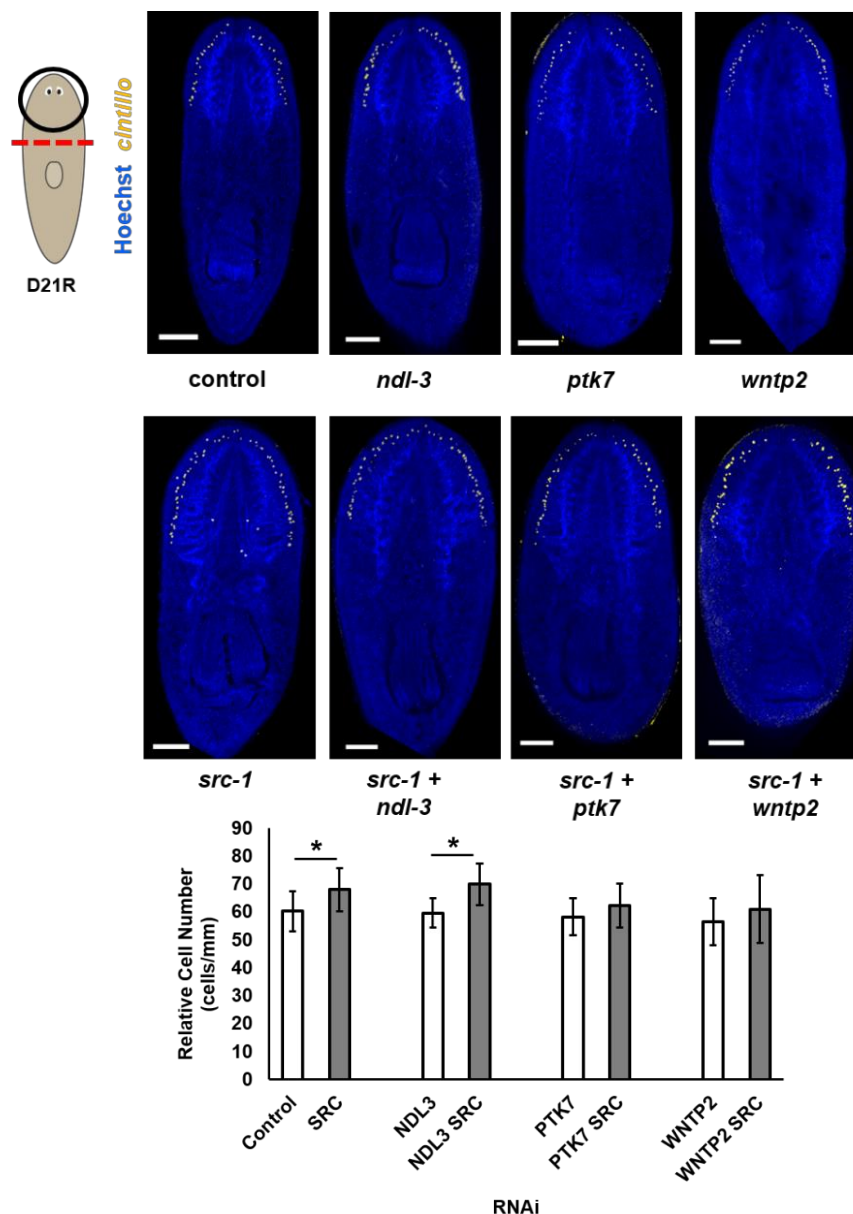 Hoechst cintillo
D21R
control
ndl-3
ptk7
wntp2
src-1
src-1 +
ndl-3
src-1 +
ptk7
src-1 +
wntp2
Relative Cell Number
(cells/mm)
90
80
70
60
50
40
30
20
10
0
*
*
Control
SRC
NDL3
NDL3 SRC
PTK7
PTK7 SRC
WNTP2
WNTP2 SRC
RNAi